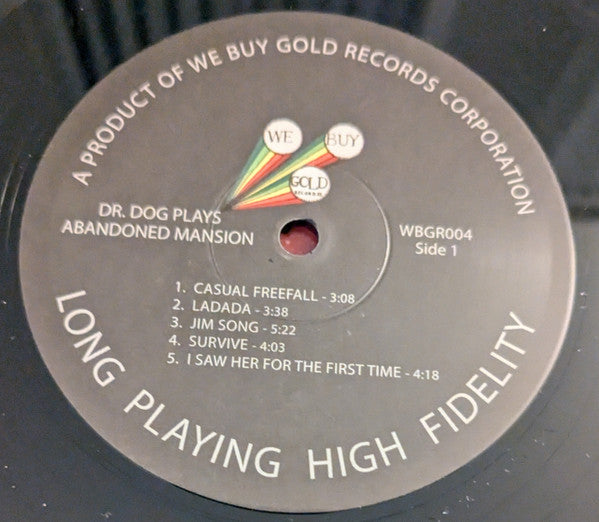 A PRODUCT OF WE BUY GOLD RECORDS CORPORATION
WE
BUY
GOLD
DR. DOG PLAYS
ABANDONED MANSION
WBGR004
Side 1
1. CASUAL FREEFALL - 3:08
2. LADADA - 3:38
3. JIM SONG - 5:22
4. SURVIVE - 4:03
5. I SAW HER FOR THE FIRST TIME - 4:18
LONG PLAYING HIGH FIDELITY